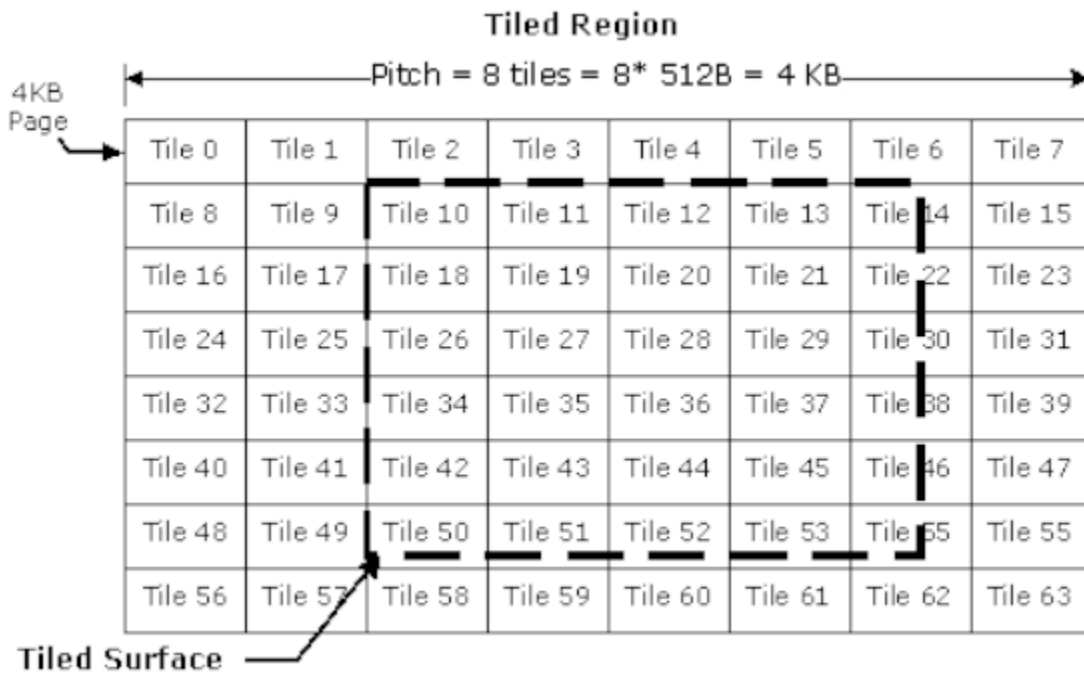 Tiled Region
Pitch = 8 tiles = 8* 512B = 4 KB
4KB
Page
Tile 0 Tile 1 Tile 2 Tile 3 Tile 4 Tile 5 Tile 6 Tile 7
Tile 8 Tile 9 Tile 10 Tile 11 Tile 12 Tile 13 Tile 14 Tile 15
Tile 16 Tile 17 Tile 18 Tile 19 Tile 20 Tile 21 Tile 22 Tile 23
Tile 24 Tile 25 Tile 26 Tile 27 Tile 28 Tile 29 Tile 30 Tile 31
Tile 32 Tile 33 Tile 34 Tile 35 Tile 36 Tile 37 Tile 38 Tile 39
Tile 40 Tile 41 Tile 42 Tile 43 Tile 44 Tile 45 Tile 46 Tile 47
Tile 48 Tile 49 Tile 50 Tile 51 Tile 52 Tile 53 Tile 55 Tile 55
Tile 56 Tile 57 Tile 58 Tile 59 Tile 60 Tile 61 Tile 62 Tile 63
Tiled Surface